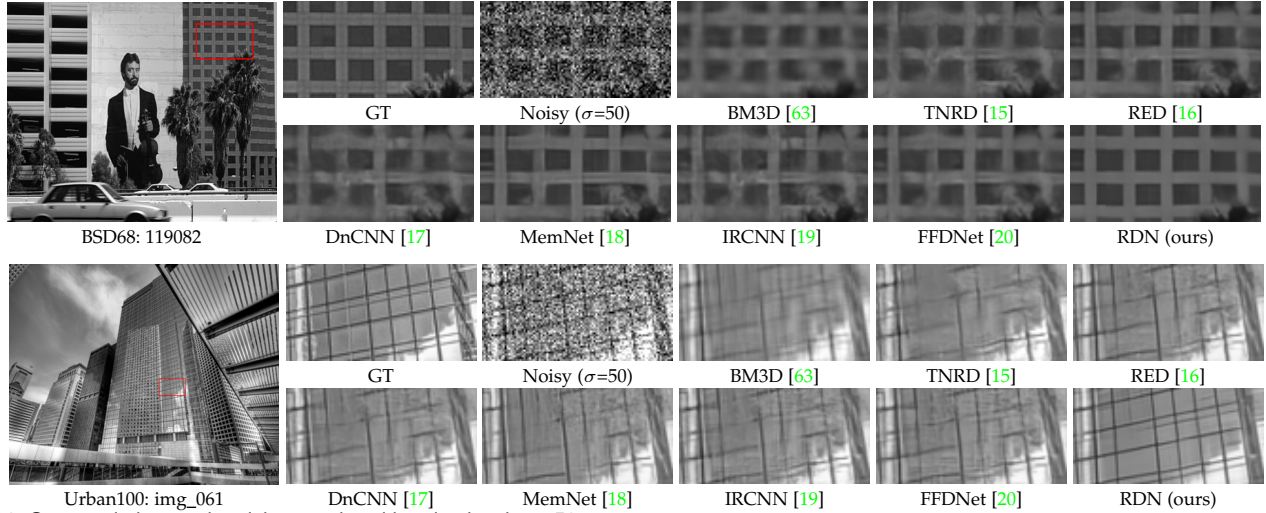 GT
Noisy (σ=50)
BM3D [63]
TNRD [15]
RED [16]
BSD68: 119082
DnCNN [17]
MemNet [18]
IRCNN [19]
FFDNet [20]
RDN (ours)
GT
Noisy (σ=50)
BM3D [63]
TNRD [15]
RED [16]
Urban100: img_061
DnCNN [17]
MemNet [18]
IRCNN [19]
FFDNet [20]
RDN (ours)